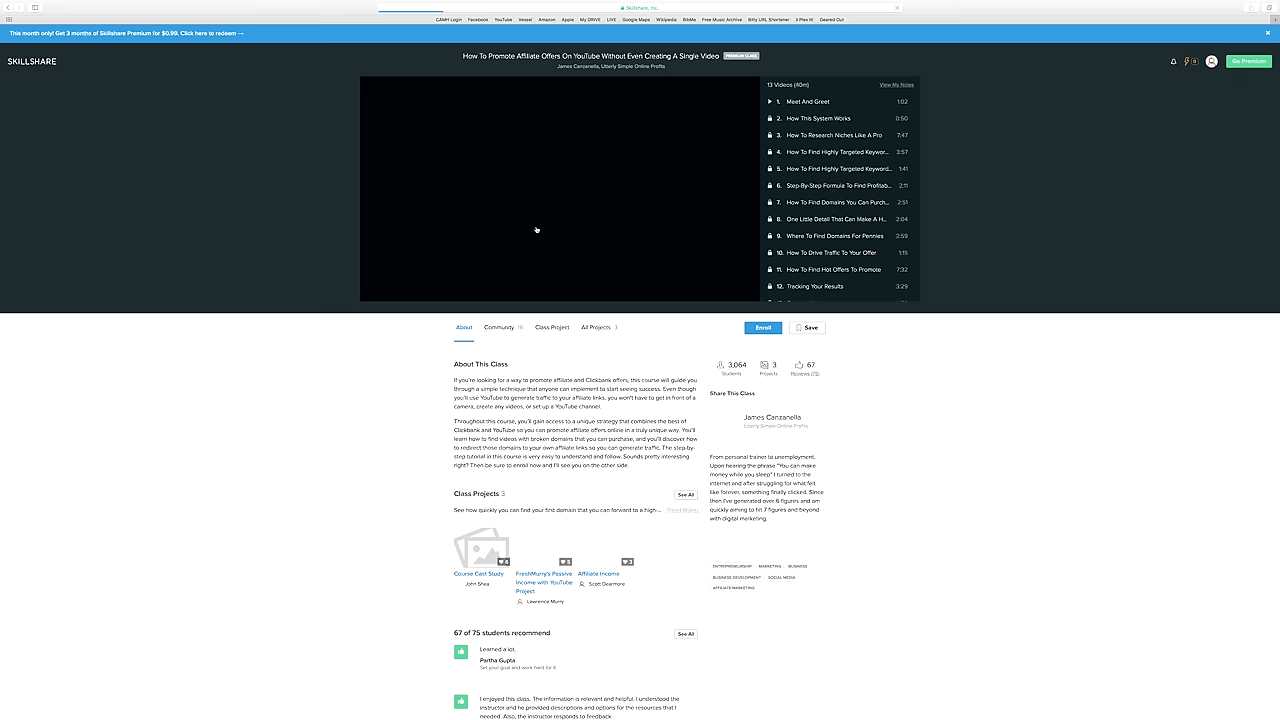 Skillshare, Inc.
CAMH Login Facebook YouTube Vessel Amazon Apple My DRIVE LIVE Google Maps Wikipedia BibMe Free Music Archive Bitly URL Shortener > Plex It! Geared Out
This month only! Get 3 months of Skillshare Premium for $0.99. Click here to redeem →
SKILLSHARE
How To Promote Affiliate Offers On YouTube Without Even Creating A Single Video PREMIUM CLASS
James Canzanella, Utterly Simple Online Profits
0
Go Premium
13 Videos (40m) View My Notes
1. Meet And Greet 1:02
2. How This System Works 0:50
3. How To Research Niches Like A Pro 7:47
4. How To Find Highly Targeted Keywor... 3:57
5. How To Find Highly Targeted Keyword... 1:41
6. Step-By-Step Formula To Find Profitab... 2:11
7. How To Find Domains You Can Purch... 2:51
8. One Little Detail That Can Make A H... 2:04
9. Where To Find Domains For Pennies 2:59
10. How To Drive Traffic To Your Offer 1:15
11. How To Find Hot Offers To Promote 7:32
12. Tracking Your Results 3:29
About Community 16 Class Project All Projects 3
Enroll Save
About This Class
If you're looking for a way to promote affiliate and Clickbank offers, this course will guide you
through a simple technique that anyone can implement to start seeing success. Even though
you'll use YouTube to generate traffic to your affiliate links, you won't have to get in front of a
camera, create any videos, or set up a YouTube channel.
Throughout this course, you'll gain access to a unique strategy that combines the best of
Clickbank and YouTube so you can promote affiliate offers online in a truly unique way. You'll
learn how to find videos with broken domains that you can purchase, and you'll discover how
to redirect those domains to your own affiliate links so you can generate traffic. The step-by-
step tutorial in this course is very easy to understand and follow. Sounds pretty interesting
right? Then be sure to enroll now and I'll see you on the other side.
3,064 3 67
Students Projects Reviews (75)
Share This Class
James Canzanella
Utterly Simple Online Profits
From personal trainer to unemployment.
Upon hearing the phrase "You can make
money while you sleep" I turned to the
internet and after struggling for what felt
like forever, something finally clicked. Since
then I've generated over 6 figures and am
quickly aiming to hit 7 figures and beyond
with digital marketing.
ENTREPRENEURSHIP MARKETING BUSINESS
BUSINESS DEVELOPMENT SOCIAL MEDIA
AFFILIATE MARKETING
Class Projects 3 See All
See how quickly you can find your first domain that you can forward to a high-... (Read More)
6 5 3
Course Cast Study
John Shea
FreshMurry's Passive
Income with YouTube
Project
Lawrence Murry
Affiliate Income
Scott Dearmore
67 of 75 students recommend See All
Learned a lot.
Partha Gupta
Set your goal and work hard for it
I enjoyed this class. The information is relevant and helpful. I understood the
instructor and he provided descriptions and options for the resources that I
needed. Also, the instructor responds to feedback.